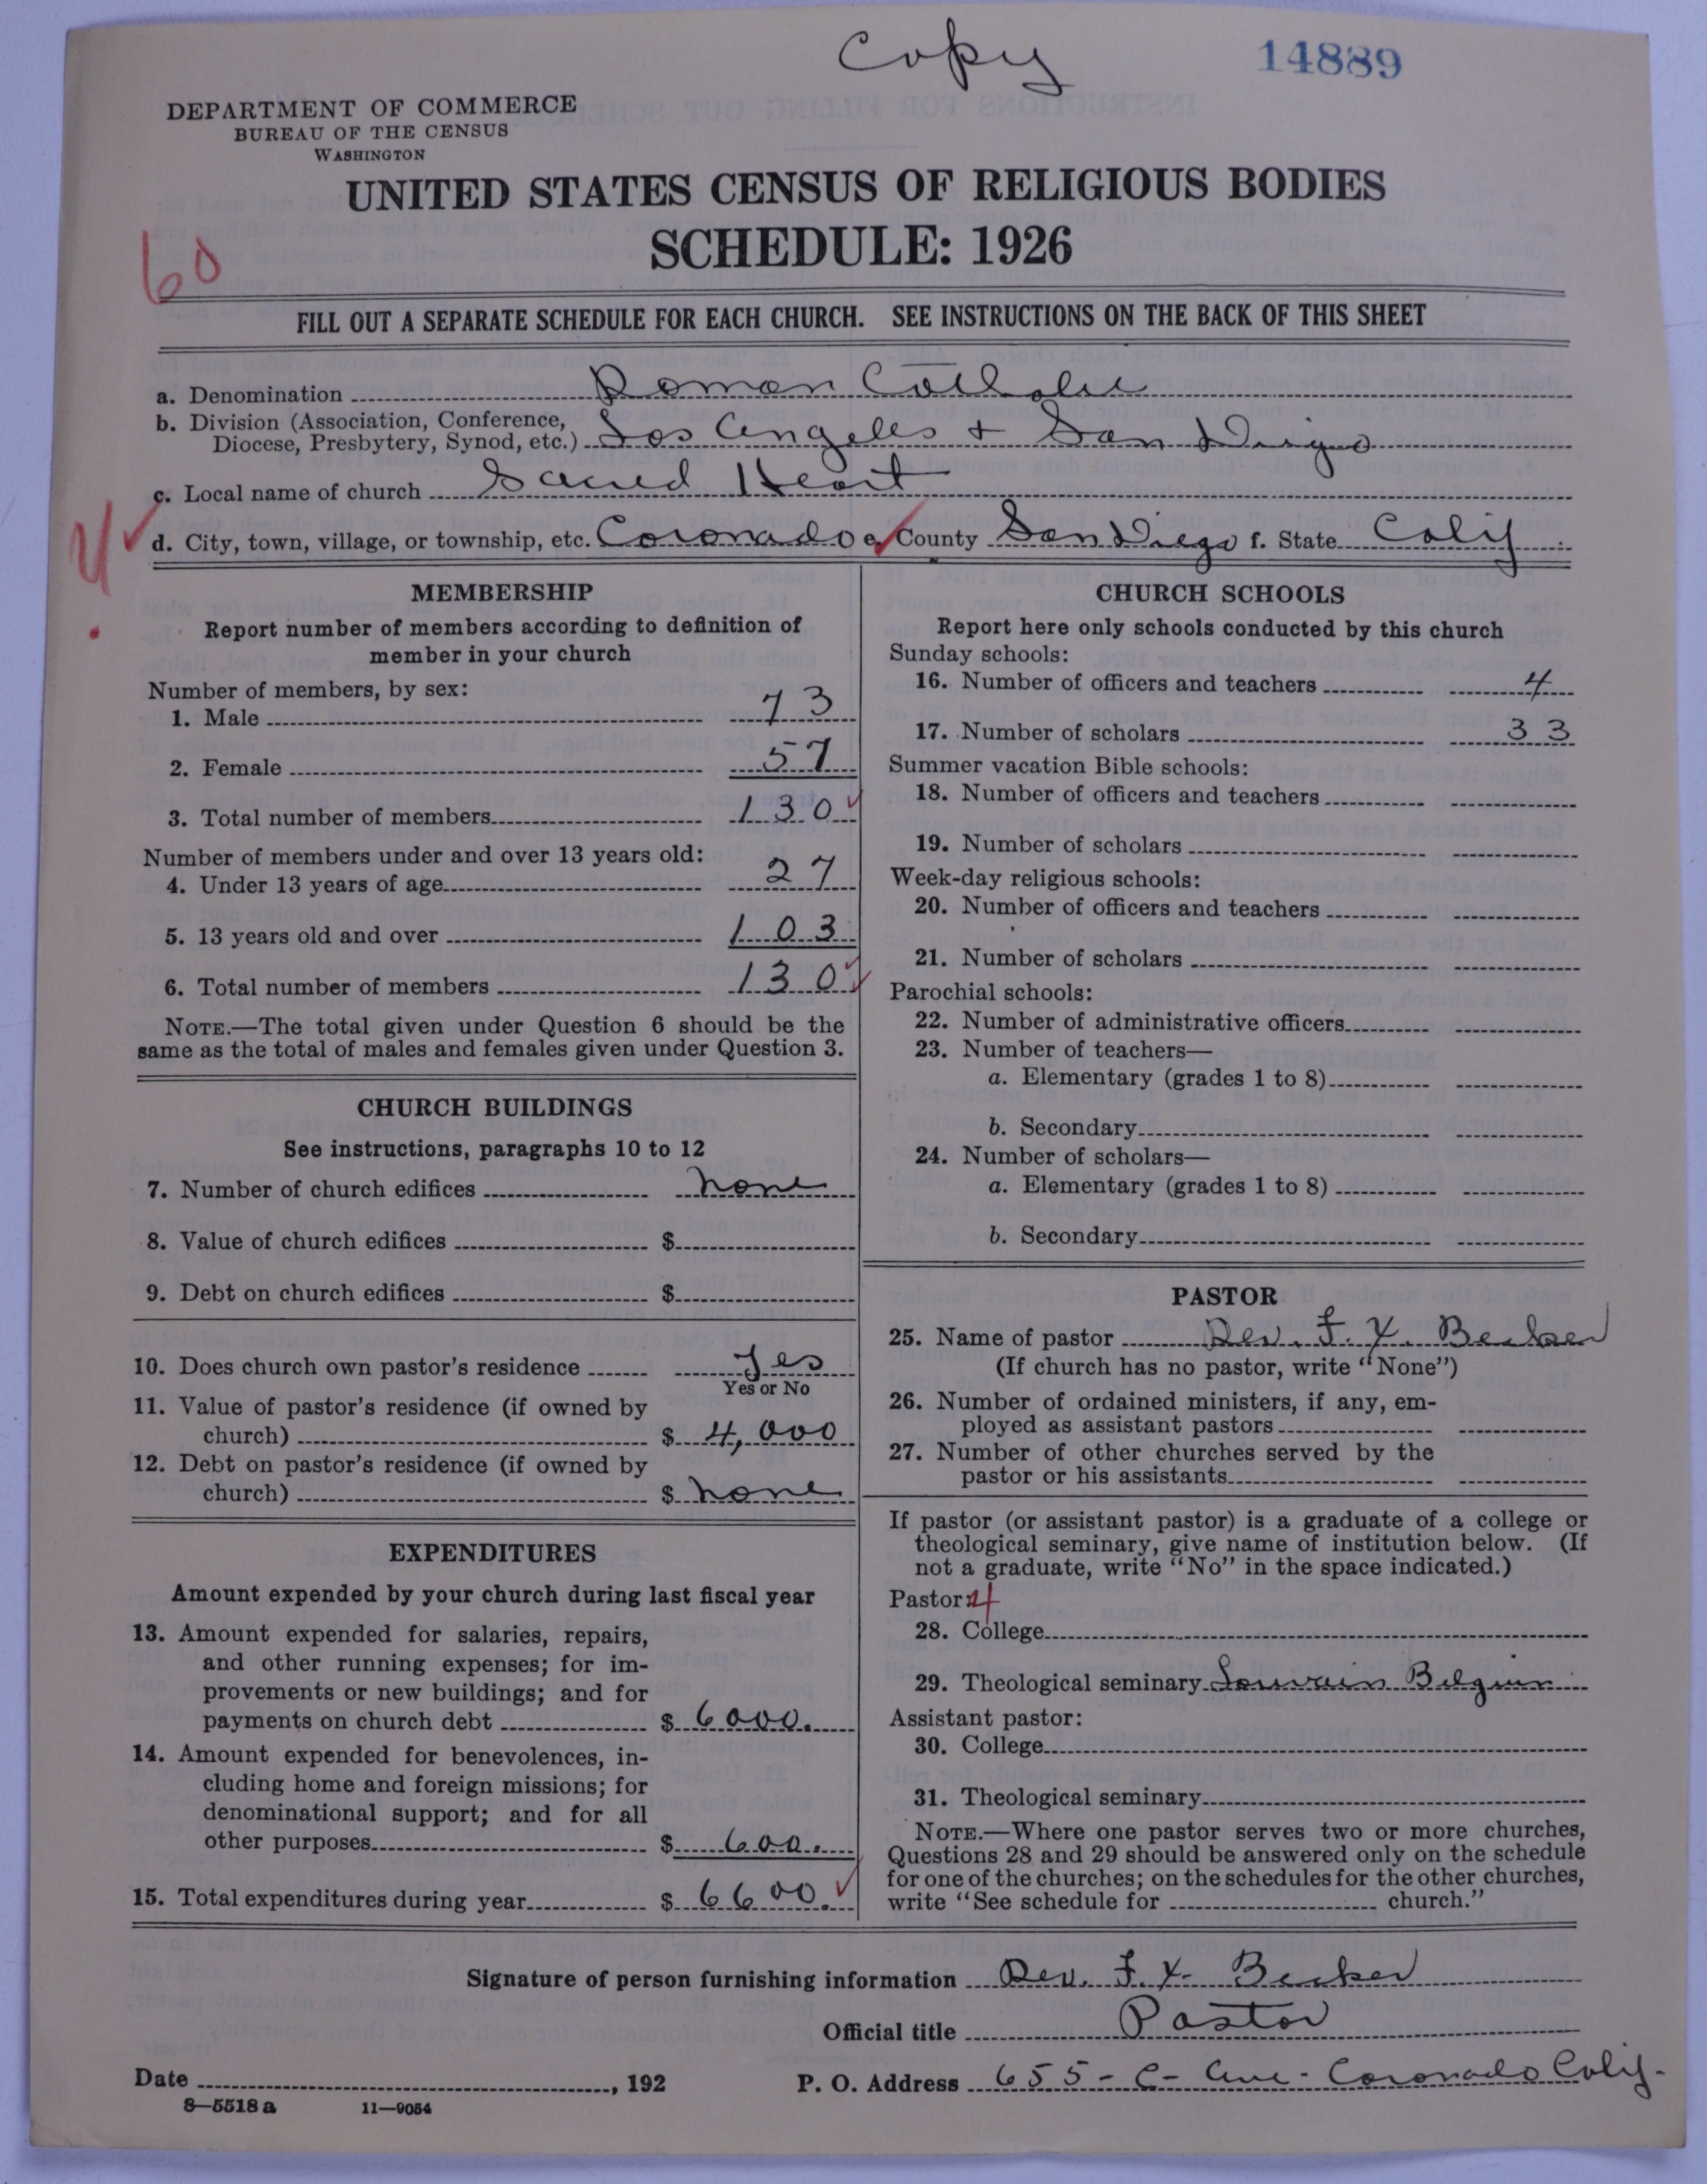 Copy
14889
DEPARTMENT OF COMMERCE
BUREAU OF THE CENSUS
WASHINGTON
UNITED STATES CENSUS OF RELIGIOUS BODIES
SCHEDULE: 1926
60
FILL OUT A SEPARATE SCHEDULE FOR EACH CHURCH. SEE INSTRUCTIONS ON THE BACK OF THIS SHEET
a. Denomination Roman Catholic
b. Division (Association, Conference,
Diocese, Presbytery, Synod, etc.) Los Angeles + San Diego
c. Local name of church Sacred Heart
d. City, town, village, or township, etc. Coronado e. County San Diego f. State Calif
MEMBERSHIP
Report number of members according to definition of
member in your church
Number of members, by sex:
1. Male 73
2. Female 57
3. Total number of members 130
Number of members under and over 13 years old:
4. Under 13 years of age 27
5. 13 years old and over 103
6. Total number of members 130
NOTE.—The total given under Question 6 should be the
same as the total of males and females given under Question 3.
CHURCH BUILDINGS
See instructions, paragraphs 10 to 12
7. Number of church edifices none
8. Value of church edifices $
9. Debt on church edifices $
10. Does church own pastor's residence Yes
Yes or No
11. Value of pastor's residence (if owned by
church) $ 4,000
12. Debt on pastor's residence (if owned by
church) $ none
EXPENDITURES
Amount expended by your church during last fiscal year
13. Amount expended for salaries, repairs,
and other running expenses; for im-
provements or new buildings; and for
payments on church debt $ 6000.
14. Amount expended for benevolences, in-
cluding home and foreign missions; for
denominational support; and for all
other purposes $ 600.
15. Total expenditures during year $ 6600.
CHURCH SCHOOLS
Report here only schools conducted by this church
Sunday schools:
16. Number of officers and teachers 4
17. Number of scholars 33
Summer vacation Bible schools:
18. Number of officers and teachers
19. Number of scholars
Week-day religious schools:
20. Number of officers and teachers
21. Number of scholars
Parochial schools:
22. Number of administrative officers
23. Number of teachers—
a. Elementary (grades 1 to 8)
b. Secondary
24. Number of scholars—
a. Elementary (grades 1 to 8)
b. Secondary
PASTOR
25. Name of pastor Rev. F. X. Becker
(If church has no pastor, write "None")
26. Number of ordained ministers, if any, em-
ployed as assistant pastors
27. Number of other churches served by the
pastor or his assistants
If pastor (or assistant pastor) is a graduate of a college or
theological seminary, give name of institution below. (If
not a graduate, write "No" in the space indicated.)
Pastor: 4
28. College
29. Theological seminary Louvain Belgium
Assistant pastor:
30. College
31. Theological seminary
NOTE.—Where one pastor serves two or more churches,
Questions 28 and 29 should be answered only on the schedule
for one of the churches; on the schedules for the other churches,
write "See schedule for church."
Signature of person furnishing information Rev. F. X. Becker
Official title Pastor
Date , 192
P. O. Address 655 - C - Ave - Coronado Calif.
8—5518 a 11—9054